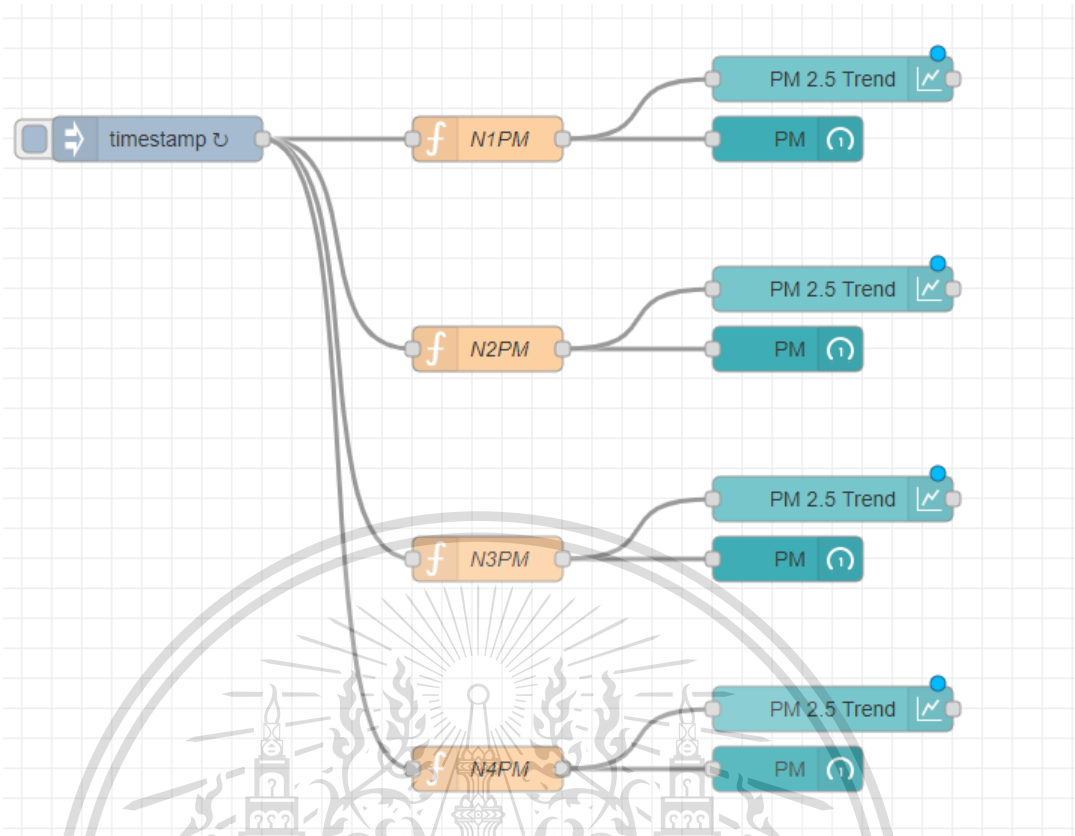 PM 2.5 Trend
timestamp ↻
N1PM
PM
PM 2.5 Trend
N2PM
PM
PM 2.5 Trend
N3PM
PM
PM 2.5 Trend
N4PM
PM